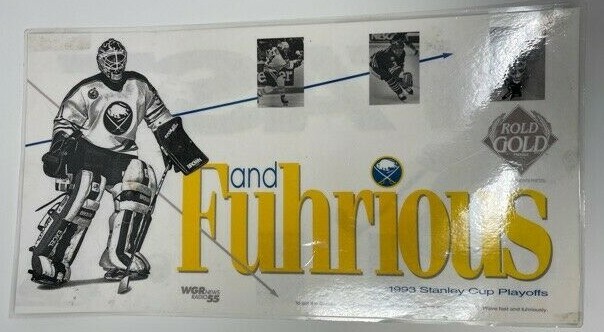 ROLD
GOLD
and
Fuhrious
1993 Stanley Cup Playoffs
WGR NEWS
RADIO 55